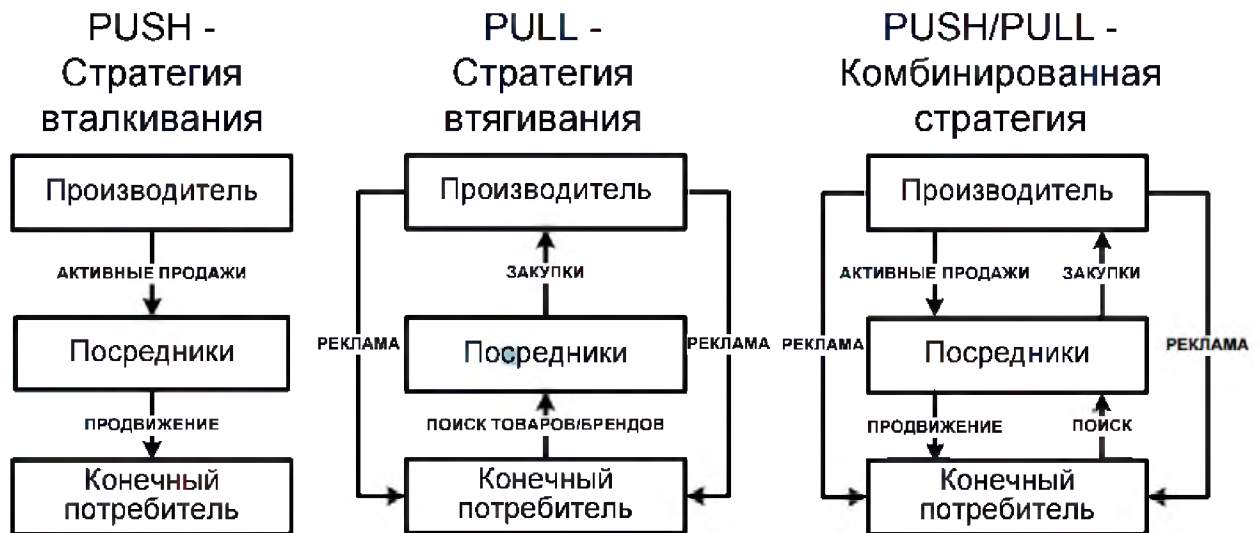 PUSH -
Стратегия
вталкивания
Производитель
АКТИВНЫЕ ПРОДАЖИ
Посредники
ПРОДВИЖЕНИЕ
Конечный
потребитель
PULL -
Стратегия
втягивания
Производитель
ЗАКУПКИ
РЕКЛАМА
Посредники
РЕКЛАМА
ПОИСК ТОВАРОВ/БРЕНДОВ
Конечный
потребитель
PUSH/PULL -
Комбинированная
стратегия
Производитель
АКТИВНЫЕ ПРОДАЖИ
ЗАКУПКИ
РЕКЛАМА
Посредники
РЕКЛАМА
ПРОДВИЖЕНИЕ
ПОИСК
Конечный
потребитель